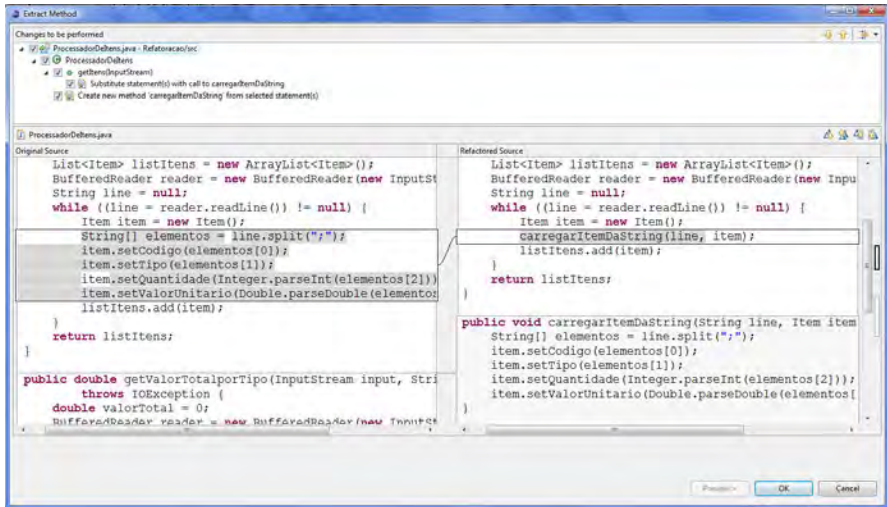 Extract Method
Changes to be performed
ProcessadorDeItens.java - Refatoracao/src
ProcessadorDeItens
getItens(InputStream)
Substitute statement(s) with call to carregarItemDaString
Create new method 'carregarItemDaString' from selected statement(s)
ProcessadorDeItens.java
Original Source
List<Item> listItens = new ArrayList<Item>();
BufferedReader reader = new BufferedReader(new InputSt
String line = null;
while ((line = reader.readLine()) != null) {
Item item = new Item();
String[] elementos = line.split(";");
item.setCodigo(elementos[0]);
item.setTipo(elementos[1]);
item.setQuantidade(Integer.parseInt(elementos[2]))
item.setValorUnitario(Double.parseDouble(elementos
listItens.add(item);
}
return listItens;
}
public double getValorTotalporTipo(InputStream input, Stri
throws IOException {
double valorTotal = 0;
BufferedReader reader = new BufferedReader(new InputSt
Refactored Source
List<Item> listItens = new ArrayList<Item>();
BufferedReader reader = new BufferedReader(new Inpu
String line = null;
while ((line = reader.readLine()) != null) {
Item item = new Item();
carregarItemDaString(line, item);
listItens.add(item);
}
return listItens;
}
public void carregarItemDaString(String line, Item item
String[] elementos = line.split(";");
item.setCodigo(elementos[0]);
item.setTipo(elementos[1]);
item.setQuantidade(Integer.parseInt(elementos[2]));
item.setValorUnitario(Double.parseDouble(elementos[
}
OK
Cancel